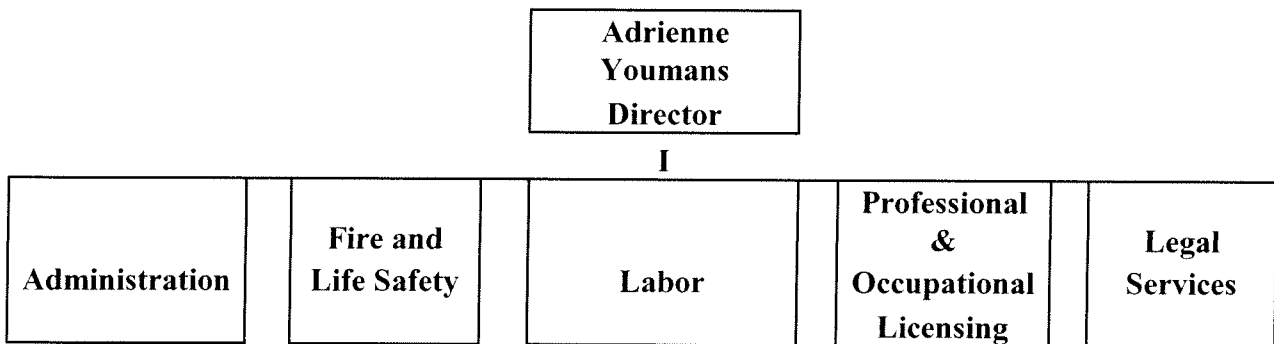 Adrienne
Youmans
Director
I
Administration
Fire and
Life Safety
Labor
Professional
&
Occupational
Licensing
Legal
Services